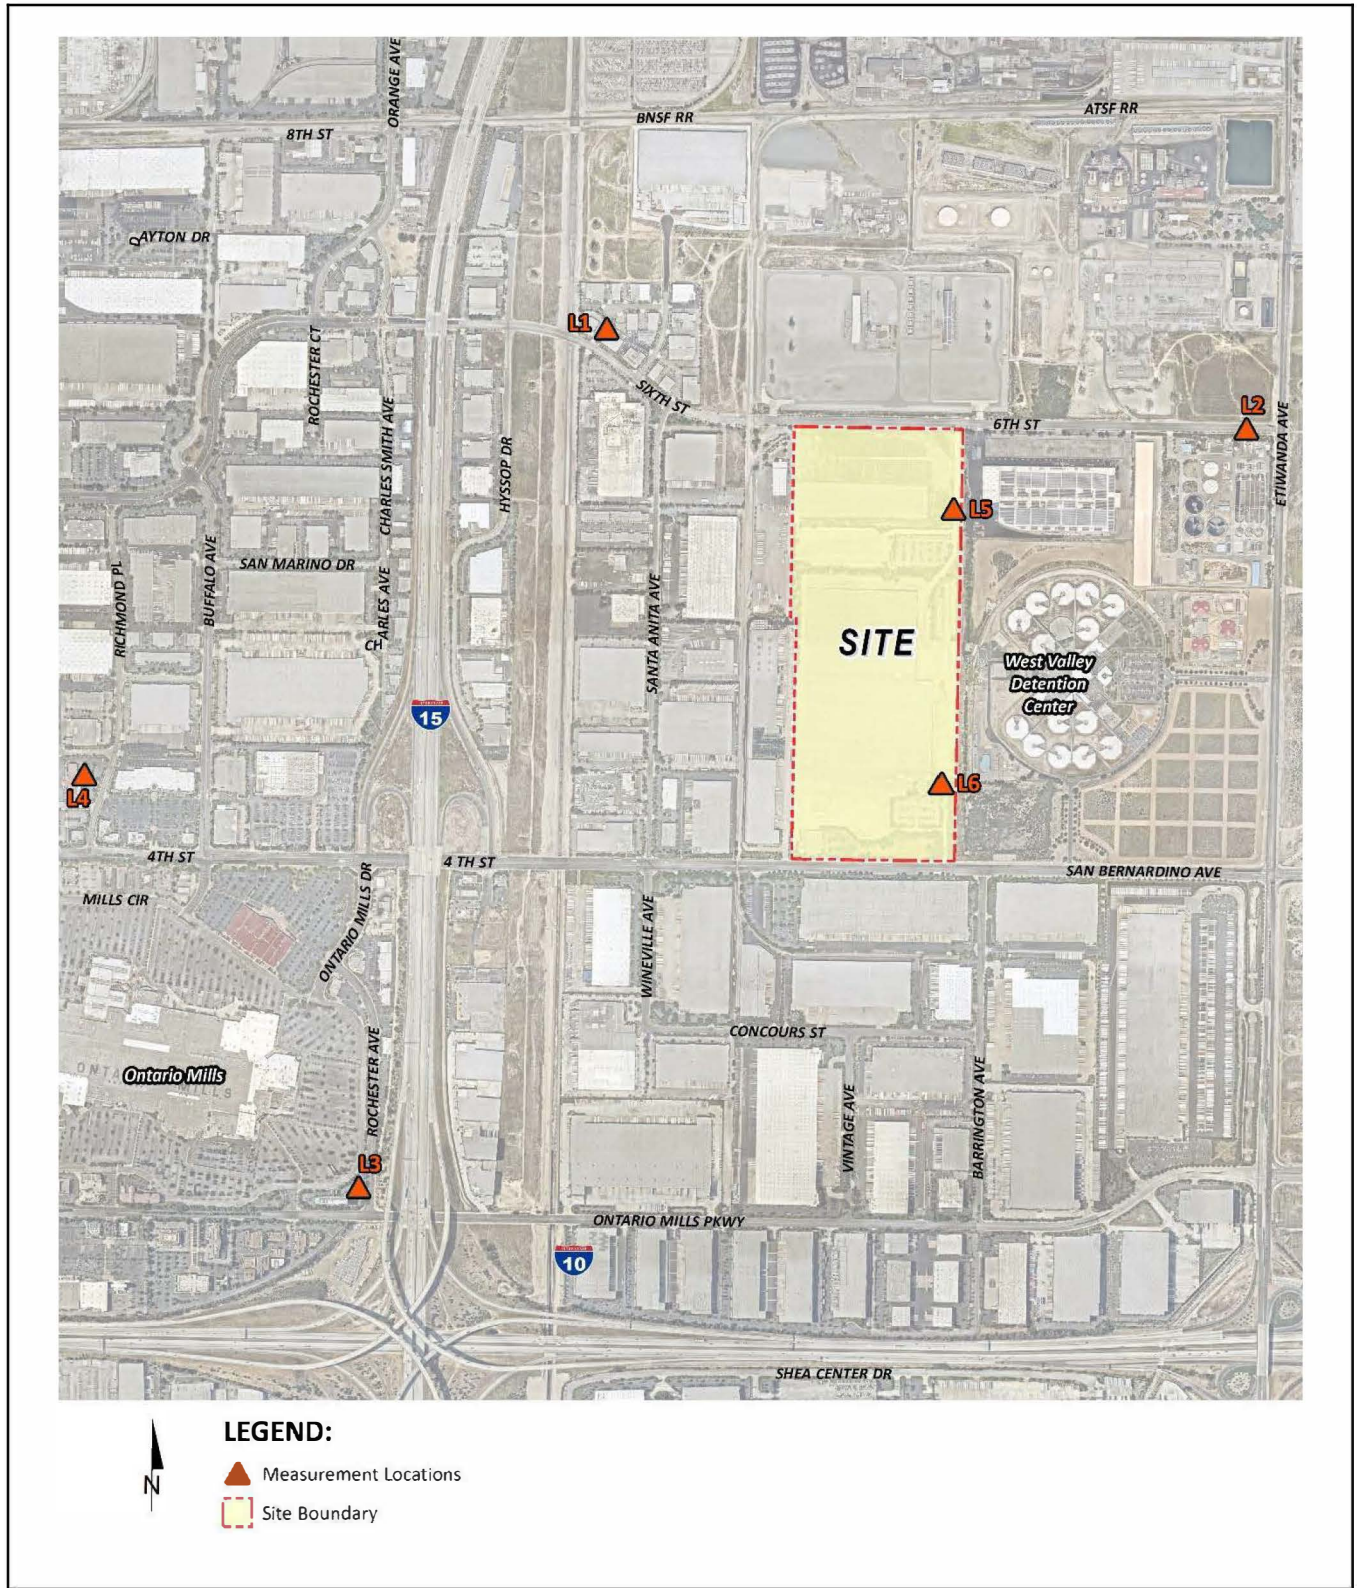 ORANGE AVE
ATSF RR
BNSF RR
8TH ST
DAYTON DR
L1
ROCHESTER CT
SIXTH ST
L2
6TH ST
CHARLES SMITH AVE
ETIWANDA AVE
HYSSOP DR
L5
SAN MARINO DR
BUFFALO AVE
RICHMOND PL
CHARLES AVE
SANTA ANITA AVE
SITE
West Valley
Detention
Center
15
L4
L6
4TH ST
4 TH ST
SAN BERNARDINO AVE
MILLS CIR
ONTARIO MILLS DR
WINEVILLE AVE
CONCOURS ST
Ontario Mills
ROCHESTER AVE
VINTAGE AVE
BARRINGTON AVE
L3
ONTARIO MILLS PKWY
10
SHEA CENTER DR
N
LEGEND:
Measurement Locations
Site Boundary